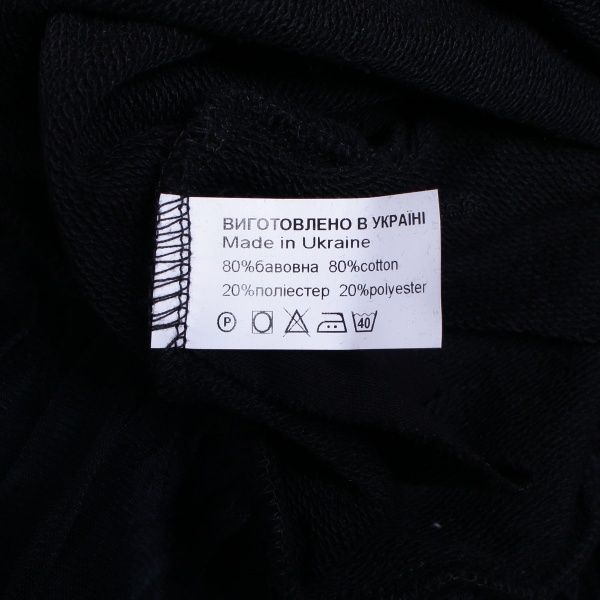 ВИГОТОВЛЕНО В УКРАЇНІ
Made in Ukraine
80%бавовна 80%cotton
20%поліестер 20%polyester
P 40